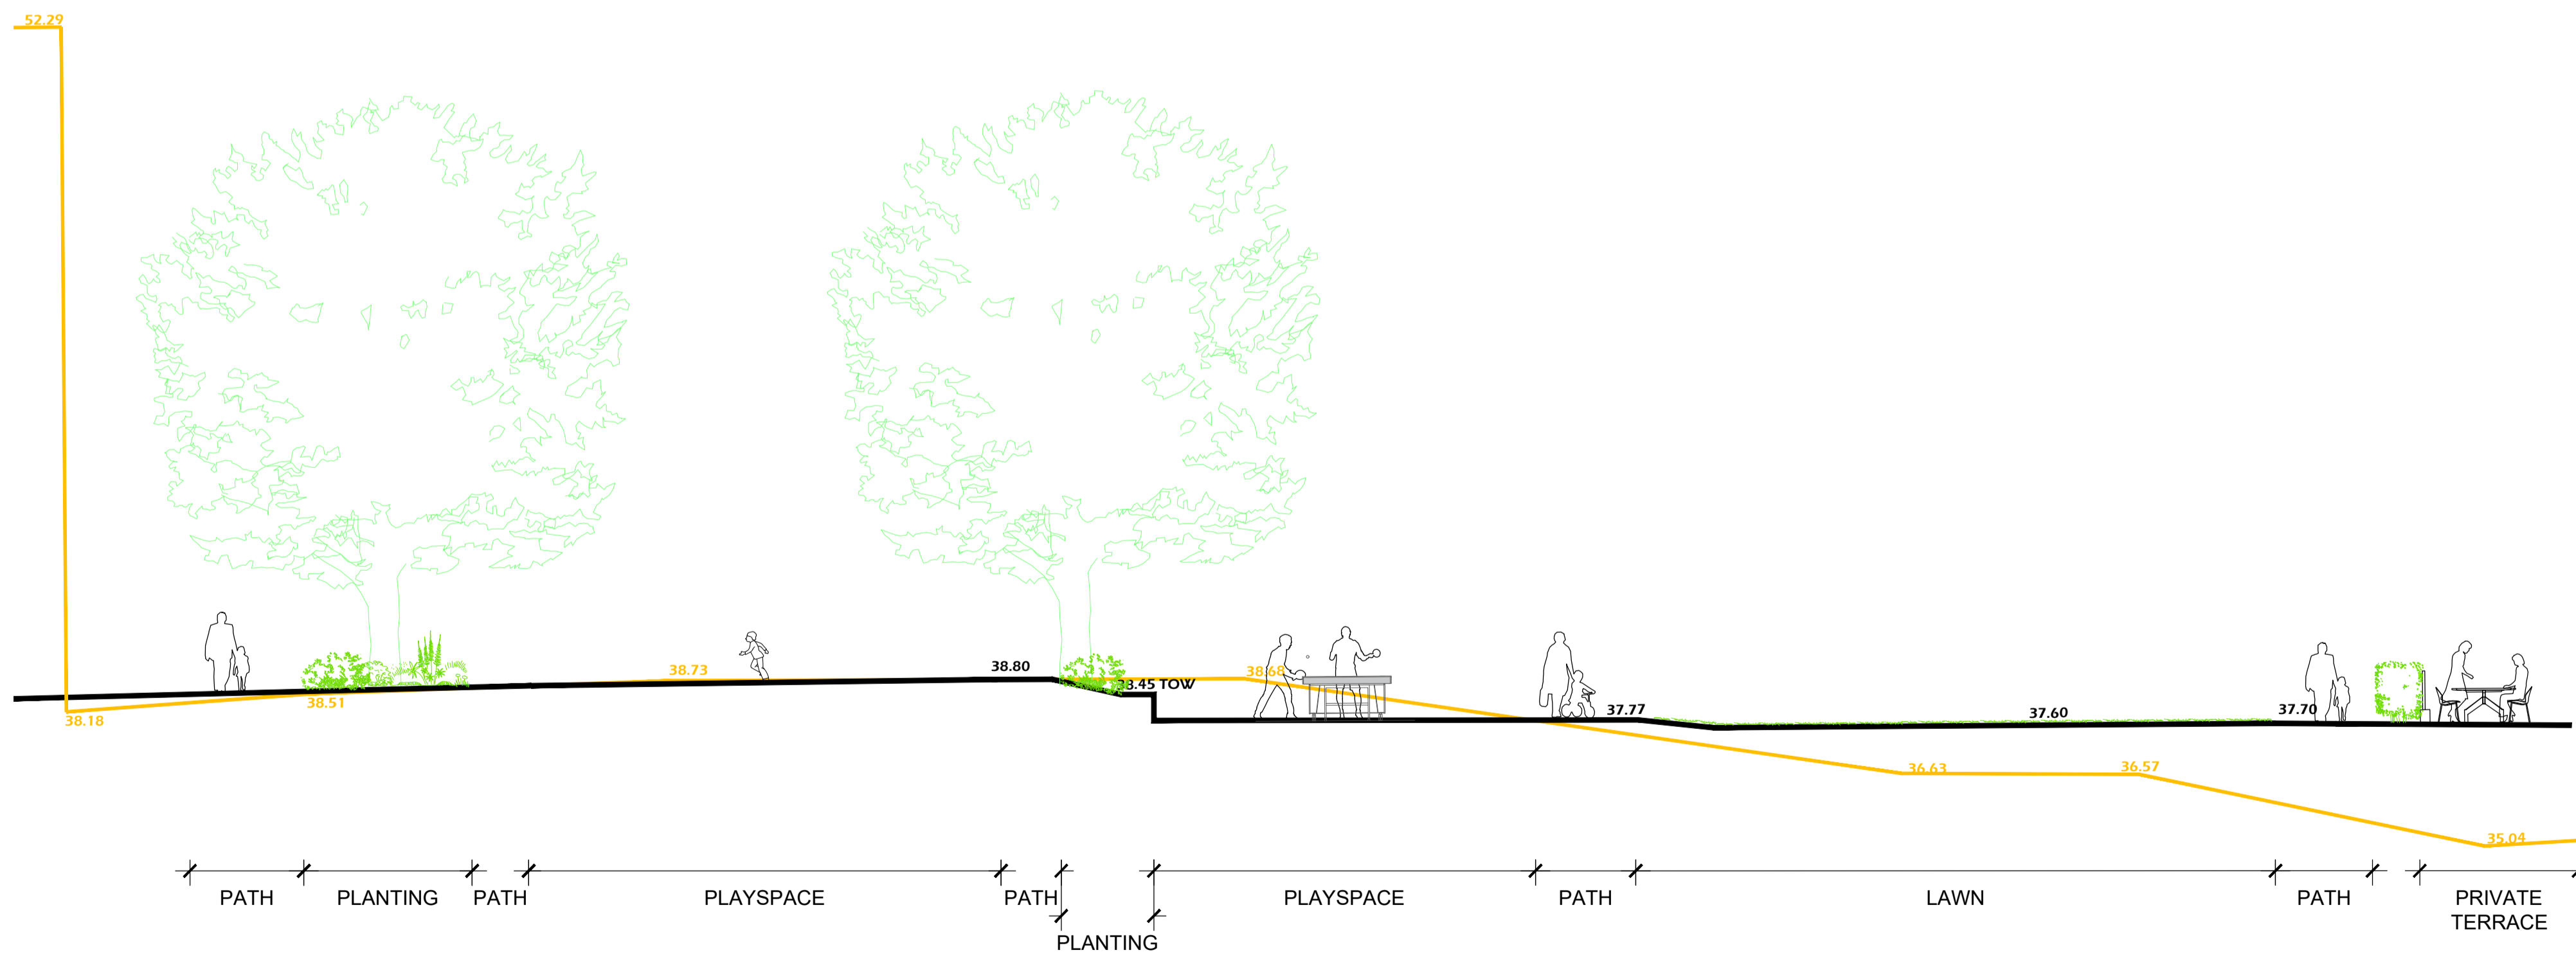 52.29
38.73
38.80
38.68
38.45 TOW
38.51
38.18
37.77
37.60
37.70
36.63
36.57
35.04
PATH
PLANTING
PATH
PLAYSPACE
PATH
PLANTING
PLAYSPACE
PATH
LAWN
PATH
PRIVATE
TERRACE